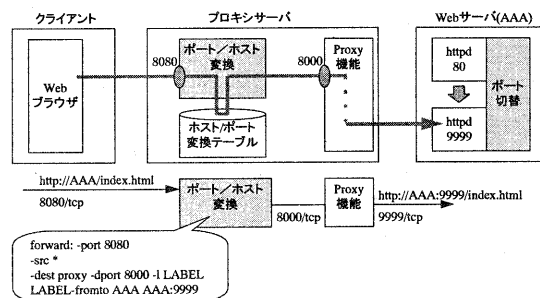 クライアント
プロキシサーバ
Webサーバ(AAA)
Web
ブラウザ
8080
ポート／ホスト
変換
ホスト/ポート
変換テーブル
8000
Proxy
機能
httpd
80
httpd
9999
ポート
切替
http://AAA/index.html
8080/tcp
ポート／ホスト
変換
8000/tcp
Proxy
機能
http://AAA:9999/index.html
9999/tcp
forward: -port 8080
-src *
-dest proxy -dport 8000 -l LABEL
LABEL-fromto AAA AAA:9999